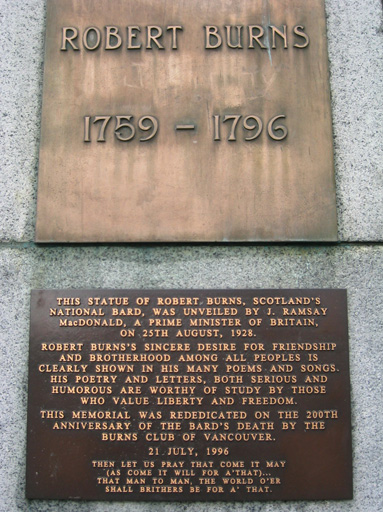 ROBERT BURNS
1759 – 1796
THIS STATUE OF ROBERT BURNS, SCOTLAND'S
NATIONAL BARD, WAS UNVEILED BY J. RAMSAY
MacDONALD, A PRIME MINISTER OF BRITAIN,
ON 25TH AUGUST, 1928.
ROBERT BURNS'S SINCERE DESIRE FOR FRIENDSHIP
AND BROTHERHOOD AMONG ALL PEOPLES IS
CLEARLY SHOWN IN HIS MANY POEMS AND SONGS.
HIS POETRY AND LETTERS, BOTH SERIOUS AND
HUMOROUS ARE WORTHY OF STUDY BY THOSE
WHO VALUE LIBERTY AND FREEDOM.
THIS MEMORIAL WAS REDEDICATED ON THE 200TH
ANNIVERSARY OF THE BARD'S DEATH BY THE
BURNS CLUB OF VANCOUVER.
21 JULY, 1996
THEN LET US PRAY THAT COME IT MAY
(AS COME IT WILL FOR A'THAT)...
THAT MAN TO MAN, THE WORLD O'ER
SHALL BRITHERS BE FOR A' THAT.